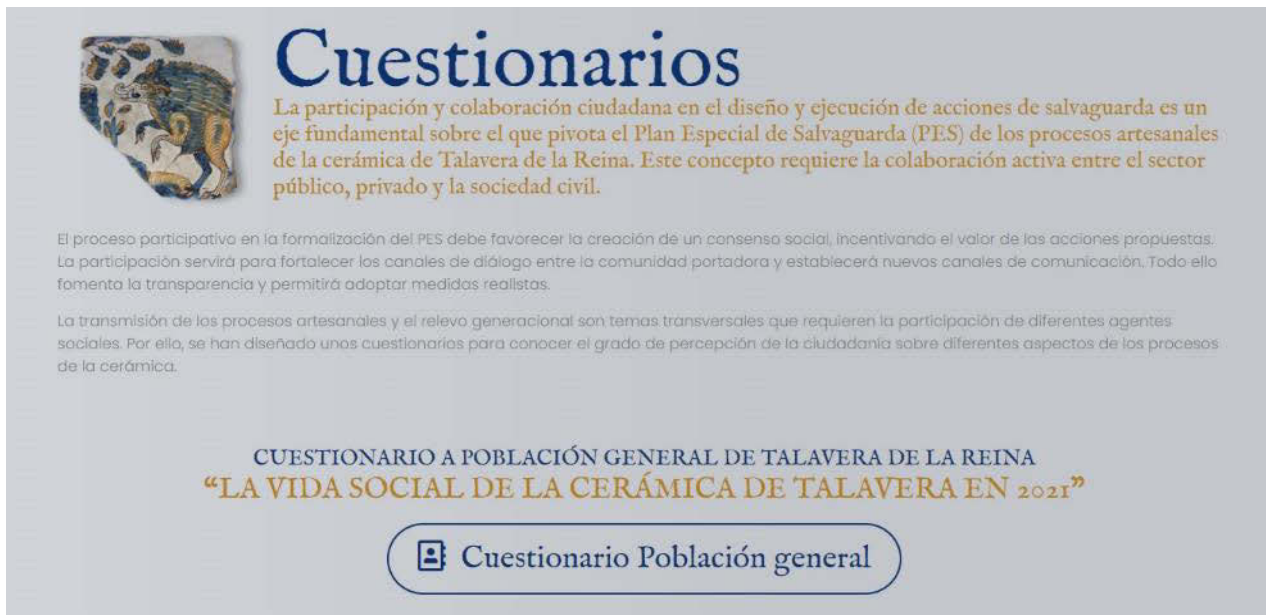 Cuestionarios
La participación y colaboración ciudadana en el diseño y ejecución de acciones de salvaguarda es un
eje fundamental sobre el que pivota el Plan Especial de Salvaguarda (PES) de los procesos artesanales
de la cerámica de Talavera de la Reina. Este concepto requiere la colaboración activa entre el sector
público, privado y la sociedad civil.
El proceso participativo en la formalización del PES debe favorecer la creación de un consenso social, incentivando el valor de las acciones propuestas.
La participación servirá para fortalecer los canales de diálogo entre la comunidad portadora y establecerá nuevos canales de comunicación. Todo ello
fomenta la transparencia y permitirá adoptar medidas realistas.
La transmisión de los procesos artesanales y el relevo generacional son temas transversales que requieren la participación de diferentes agentes
sociales. Por ello, se han diseñado unos cuestionarios para conocer el grado de percepción de la ciudadanía sobre diferentes aspectos de los procesos
de la cerámica.
CUESTIONARIO A POBLACIÓN GENERAL DE TALAVERA DE LA REINA
“LA VIDA SOCIAL DE LA CERÁMICA DE TALAVERA EN 2021”
Cuestionario Población general